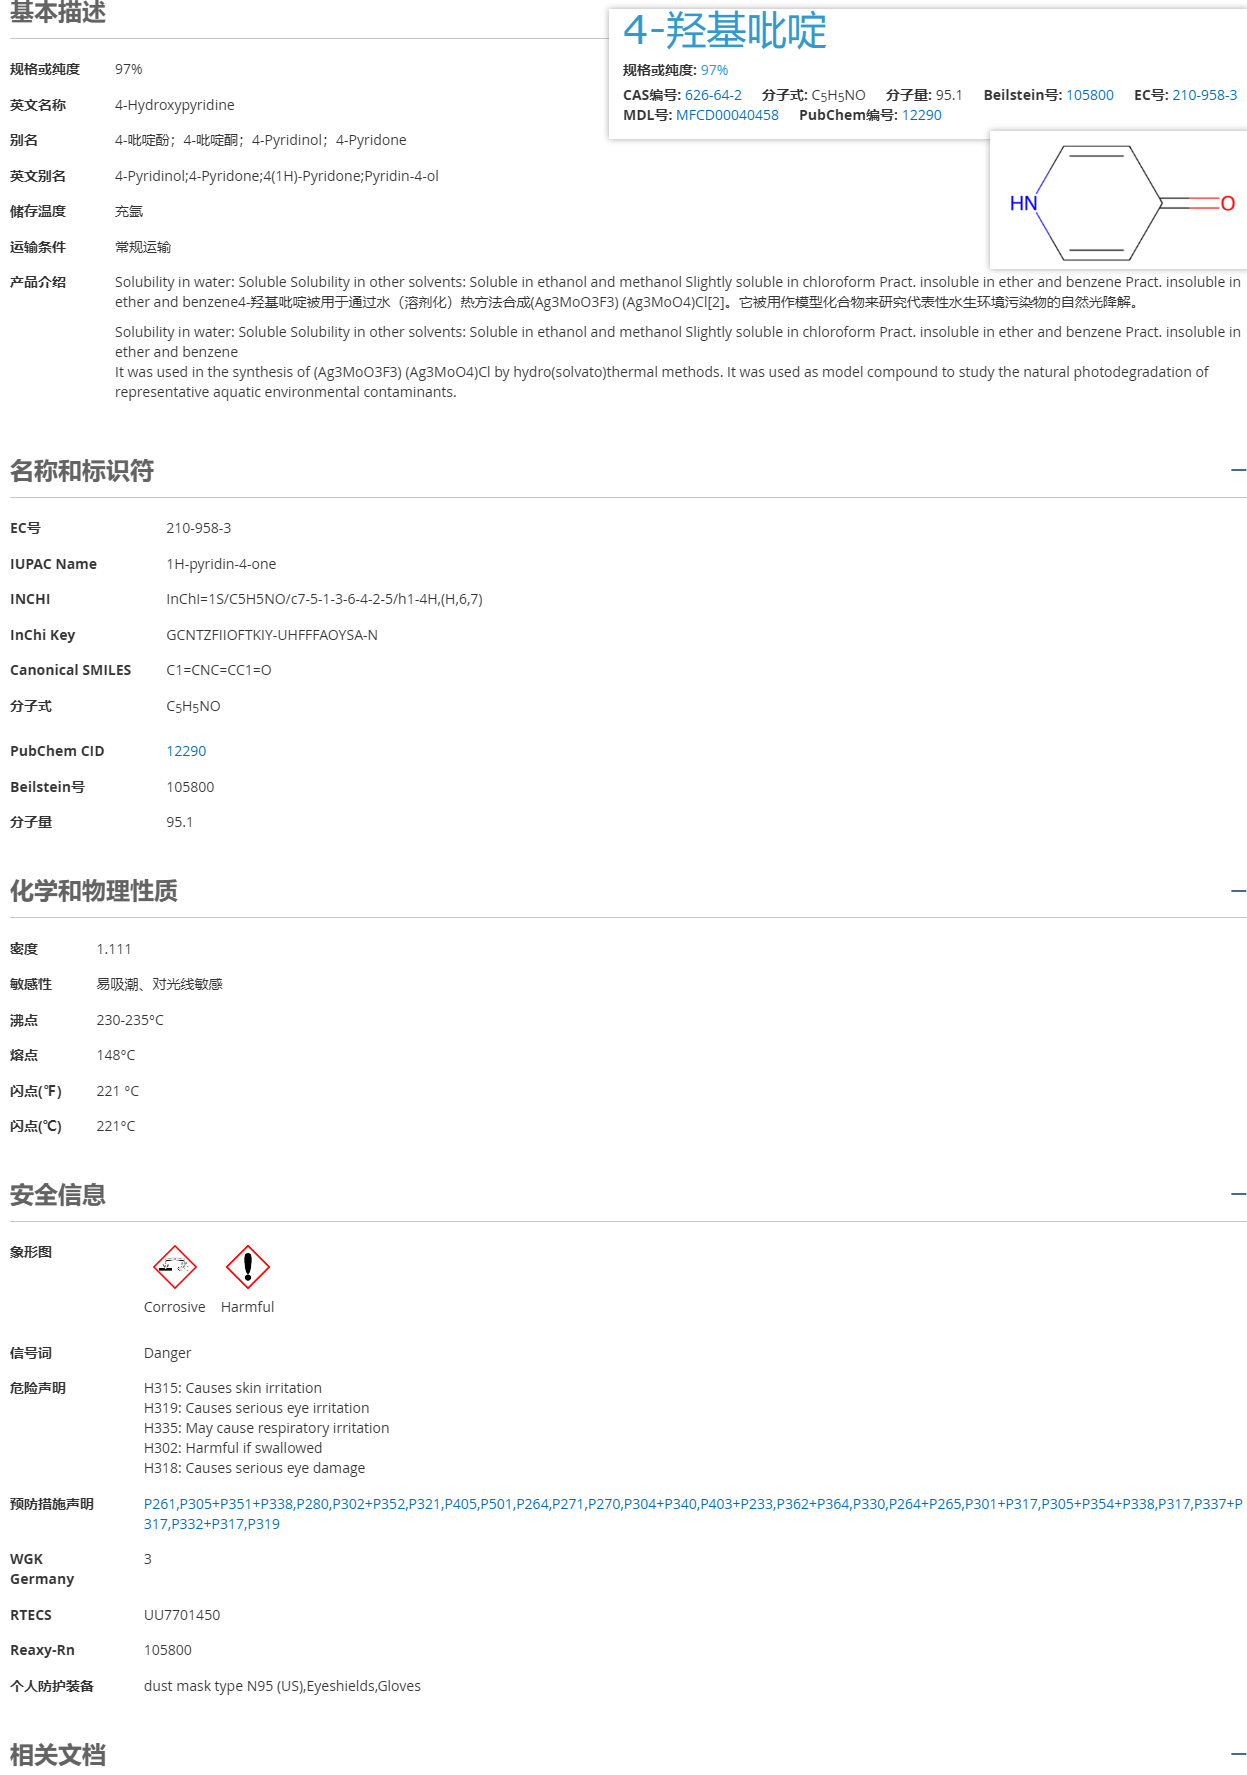 基本描述
4-羟基吡啶
规格或纯度: 97%
CAS编号: 626-64-2 分子式: C5H5NO 分子量: 95.1 Beilstein号: 105800 EC号: 210-958-3
MDL号: MFCD00040458 PubChem编号: 12290
HN O
规格或纯度 97%
英文名称 4-Hydroxypyridine
别名 4-吡啶酚；4-吡啶酮；4-Pyridinol；4-Pyridone
英文别名 4-Pyridinol;4-Pyridone;4(1H)-Pyridone;Pyridin-4-ol
储存温度 充氩
运输条件 常规运输
产品介绍 Solubility in water: Soluble Solubility in other solvents: Soluble in ethanol and methanol Slightly soluble in chloroform Pract. insoluble in ether and benzene Pract. insoluble in
ether and benzene4-羟基吡啶被用于通过水（溶剂化）热方法合成(Ag3MoO3F3) (Ag3MoO4)Cl[2]。它被用作模型化合物来研究代表性水生环境污染物的自然光降解。
Solubility in water: Soluble Solubility in other solvents: Soluble in ethanol and methanol Slightly soluble in chloroform Pract. insoluble in ether and benzene Pract. insoluble in
ether and benzene
It was used in the synthesis of (Ag3MoO3F3) (Ag3MoO4)Cl by hydro(solvato)thermal methods. It was used as model compound to study the natural photodegradation of
representative aquatic environmental contaminants.
名称和标识符
EC号 210-958-3
IUPAC Name 1H-pyridin-4-one
INCHI InChI=1S/C5H5NO/c7-5-1-3-6-4-2-5/h1-4H,(H,6,7)
InChi Key GCNTZFIIOFTKIY-UHFFFAOYSA-N
Canonical SMILES C1=CNC=CC1=O
分子式 C5H5NO
PubChem CID 12290
Beilstein号 105800
分子量 95.1
化学和物理性质
密度 1.111
敏感性 易吸潮、对光线敏感
沸点 230-235°C
熔点 148°C
闪点(℉) 221 °C
闪点(℃) 221°C
安全信息
象形图
Corrosive Harmful
信号词 Danger
危险声明 H315: Causes skin irritation
H319: Causes serious eye irritation
H335: May cause respiratory irritation
H302: Harmful if swallowed
H318: Causes serious eye damage
预防措施声明 P261,P305+P351+P338,P280,P302+P352,P321,P405,P501,P264,P271,P270,P304+P340,P403+P233,P362+P364,P330,P264+P265,P301+P317,P305+P354+P338,P317,P337+P
317,P332+P317,P319
WGK Germany 3
RTECS UU7701450
Reaxy-Rn 105800
个人防护装备 dust mask type N95 (US),Eyeshields,Gloves
相关文档